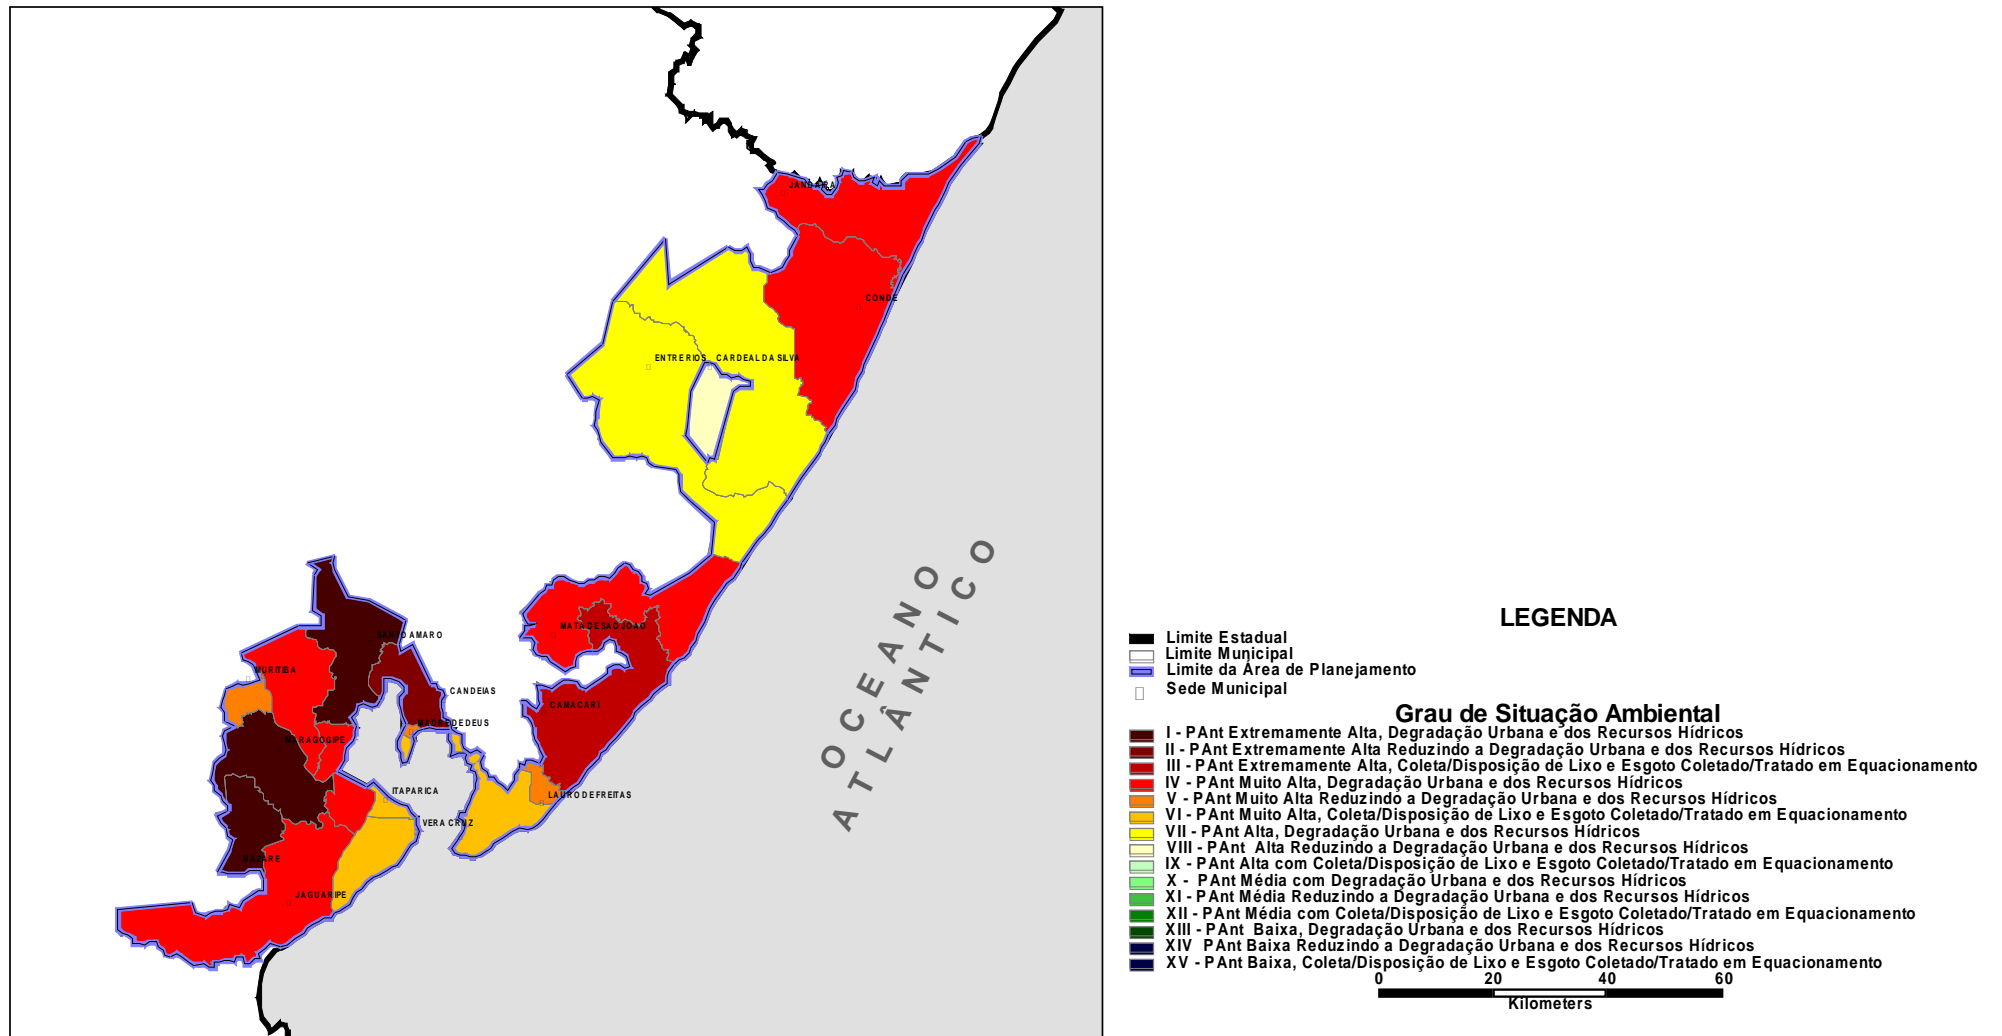 JANDAIRA
CONDE
ENTRE RIOS
CARDEAL DA SILVA
OCEANO
ATLÂNTICO
MATA DE SAO JOAO
SANTO AMARO
MURITIBA
CANDEIAS
CAMACARI
MADRE DE DEUS
MARAGOGIPE
ITAPARICA
LAURO DE FREITAS
VERA CRUZ
NAZARE
JAGUARIPE
LEGENDA
Limite Estadual
Limite Municipal
Limite da Área de Planejamento
Sede Municipal
Grau de Situação Ambiental
I - PAnt Extremamente Alta, Degradação Urbana e dos Recursos Hídricos
II - PAnt Extremamente Alta Reduzindo a Degradação Urbana e dos Recursos Hídricos
III - PAnt Extremamente Alta, Coleta/Disposição de Lixo e Esgoto Coletado/Tratado em Equacionamento
IV - PAnt Muito Alta, Degradação Urbana e dos Recursos Hídricos
V - PAnt Muito Alta Reduzindo a Degradação Urbana e dos Recursos Hídricos
VI - PAnt Muito Alta, Coleta/Disposição de Lixo e Esgoto Coletado/Tratado em Equacionamento
VII - PAnt Alta, Degradação Urbana e dos Recursos Hídricos
VIII - PAnt Alta Reduzindo a Degradação Urbana e dos Recursos Hídricos
IX - PAnt Alta com Coleta/Disposição de Lixo e Esgoto Coletado/Tratado em Equacionamento
X - PAnt Média com Degradação Urbana e dos Recursos Hídricos
XI - PAnt Média Reduzindo a Degradação Urbana e dos Recursos Hídricos
XII - PAnt Média com Coleta/Disposição de Lixo e Esgoto Coletado/Tratado em Equacionamento
XIII - PAnt Baixa, Degradação Urbana e dos Recursos Hídricos
XIV PAnt Baixa Reduzindo a Degradação Urbana e dos Recursos Hídricos
XV - PAnt Baixa, Coleta/Disposição de Lixo e Esgoto Coletado/Tratado em Equacionamento
0 20 40 60
Kilometers